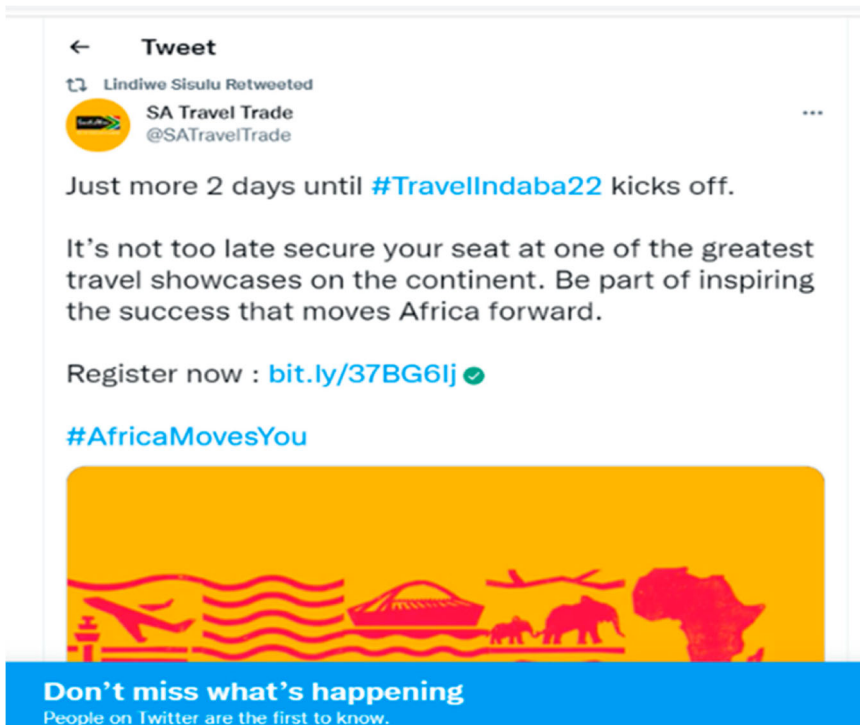 Tweet
Lindiwe Sisulu Retweeted
SA Travel Trade
@SATravelTrade
Just more 2 days until #TravelIndaba22 kicks off.
It's not too late secure your seat at one of the greatest
travel showcases on the continent. Be part of inspiring
the success that moves Africa forward.
Register now : bit.ly/37BG6Ij
#AfricaMovesYou
Don't miss what's happening
People on Twitter are the first to know.